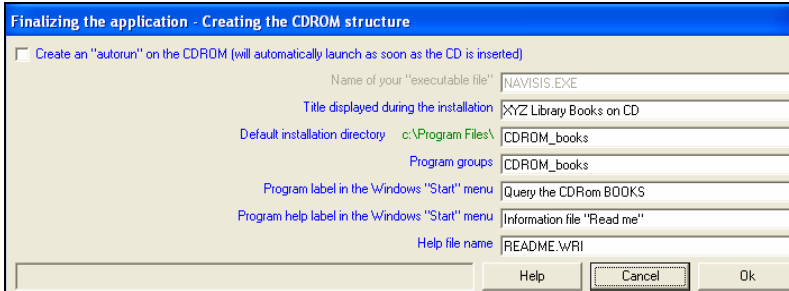 Finalizing the application - Creating the CDROM structure
Create an "autorun" on the CDROM (will automatically launch as soon as the CD is inserted)
Name of your "executable file" NAVISIS.EXE
Title displayed during the installation XYZ Library Books on CD
Default installation directory c:\Program Files\ CDROM_books
Program groups CDROM_books
Program label in the Windows "Start" menu Query the CDRom BOOKS
Program help label in the Windows "Start" menu Information file "Read me"
Help file name README.WRI
Help Cancel Ok